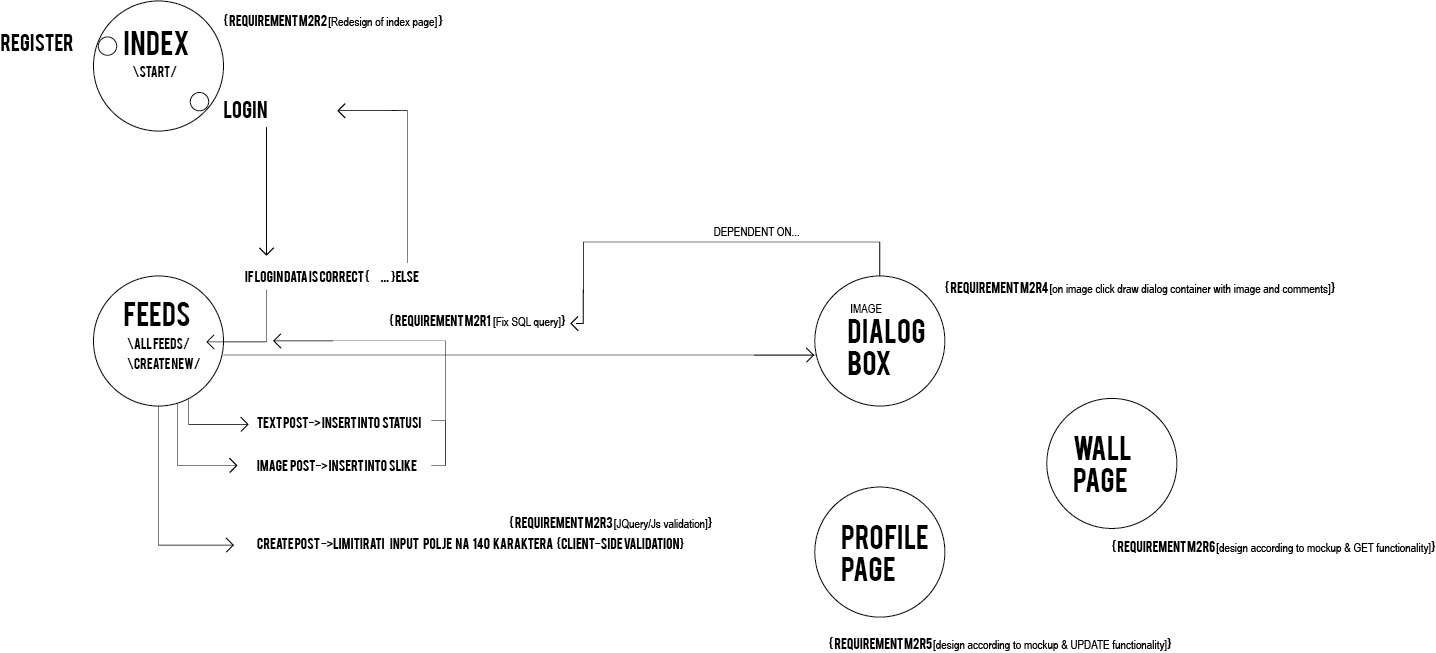 {REQUIREMENT M2R2 [Redesign of index page]}
REGISTER
INDEX
\START/
LOGIN
DEPENDENT ON...
IF LOGIN DATA IS CORRECT { ... }ELSE
{REQUIREMENT M2R4 [on image click draw dialog container with image and comments]}
FEEDS
\ALL FEEDS/
\CREATE NEW/
{REQUIREMENT M2R1 [Fix SQL query]}
IMAGE
DIALOG
BOX
TEXT POST -> INSERT INTO STATUSI
IMAGE POST -> INSERT INTO SLIKE
WALL
PAGE
{REQUIREMENT M2R3 [JQuery/Js validation]}
CREATE POST ->LIMITIRATI INPUT POLJE NA 140 KARAKTERA {CLIENT-SIDE VALIDATION}
PROFILE
PAGE
{REQUIREMENT M2R6 [design according to mockup & GET functionality]}
{REQUIREMENT M2R5 [design according to mockup & UPDATE functionality]}